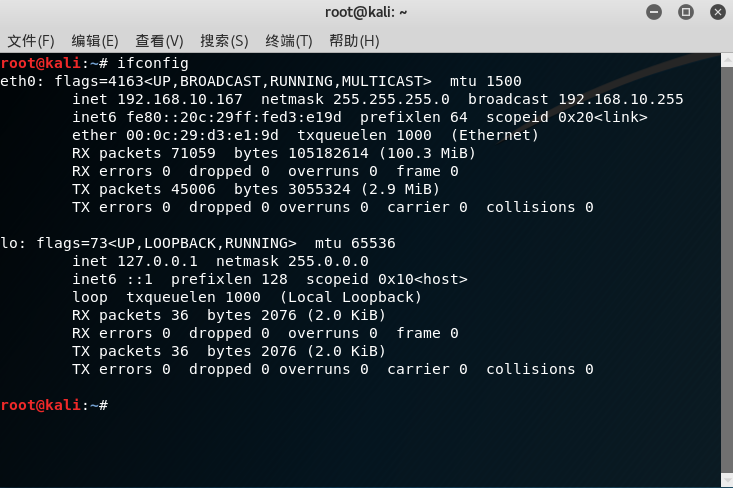 root@kali: ~
文件(F) 编辑(E) 查看(V) 搜索(S) 终端(T) 帮助(H)
root@kali:~# ifconfig
eth0: flags=4163<UP,BROADCAST,RUNNING,MULTICAST>  mtu 1500
        inet 192.168.10.167  netmask 255.255.255.0  broadcast 192.168.10.255
        inet6 fe80::20c:29ff:fed3:e19d  prefixlen 64  scopeid 0x20<link>
        ether 00:0c:29:d3:e1:9d  txqueuelen 1000  (Ethernet)
        RX packets 71059  bytes 105182614 (100.3 MiB)
        RX errors 0  dropped 0  overruns 0  frame 0
        TX packets 45006  bytes 3055324 (2.9 MiB)
        TX errors 0  dropped 0 overruns 0  carrier 0  collisions 0
lo: flags=73<UP,LOOPBACK,RUNNING>  mtu 65536
        inet 127.0.0.1  netmask 255.0.0.0
        inet6 ::1  prefixlen 128  scopeid 0x10<host>
        loop  txqueuelen 1000  (Local Loopback)
        RX packets 36  bytes 2076 (2.0 KiB)
        RX errors 0  dropped 0  overruns 0  frame 0
        TX packets 36  bytes 2076 (2.0 KiB)
        TX errors 0  dropped 0 overruns 0  carrier 0  collisions 0
root@kali:~#